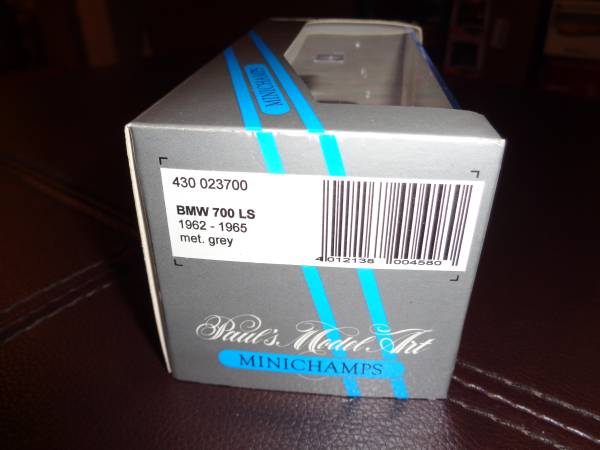 MINICHAMPS
430 023700
BMW 700 LS
1962 - 1965
met. grey
4 012138 004580
Paul's Model Art
MINICHAMPS